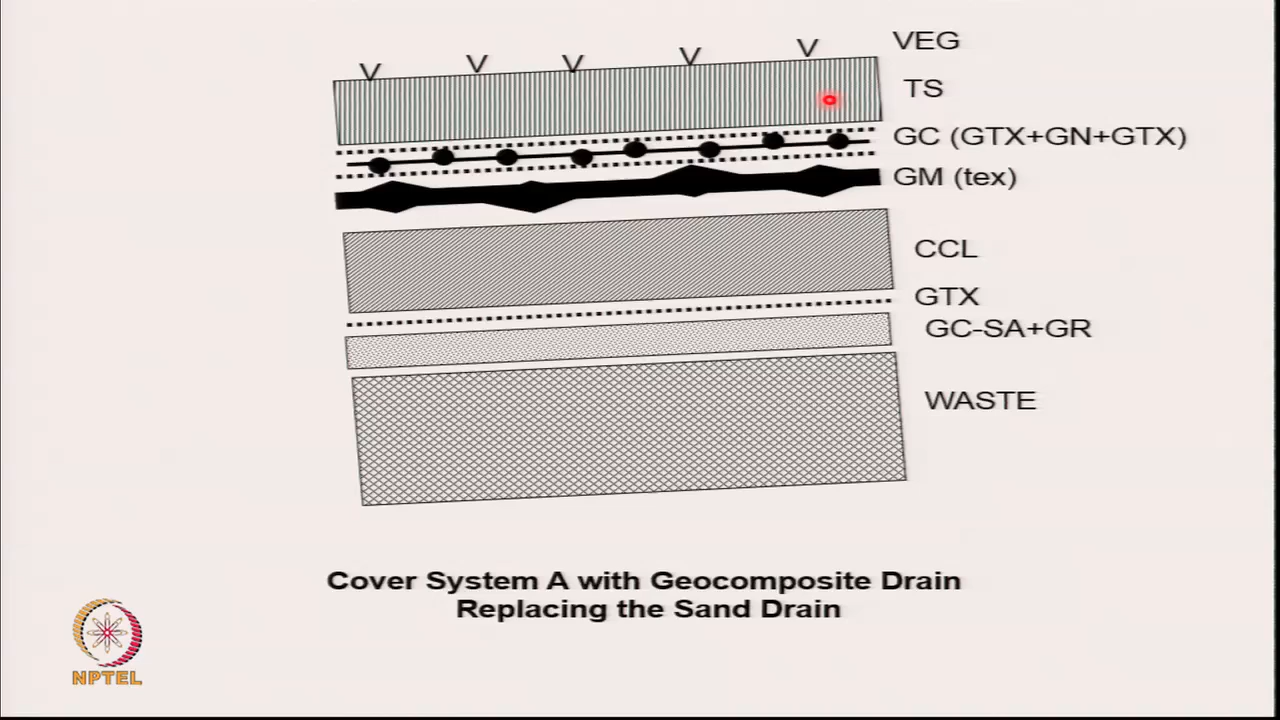 V V V V V
VEG
TS
GC (GTX+GN+GTX)
GM (tex)
CCL
GTX
GC-SA+GR
WASTE
Cover System A with Geocomposite Drain
Replacing the Sand Drain
NPTEL